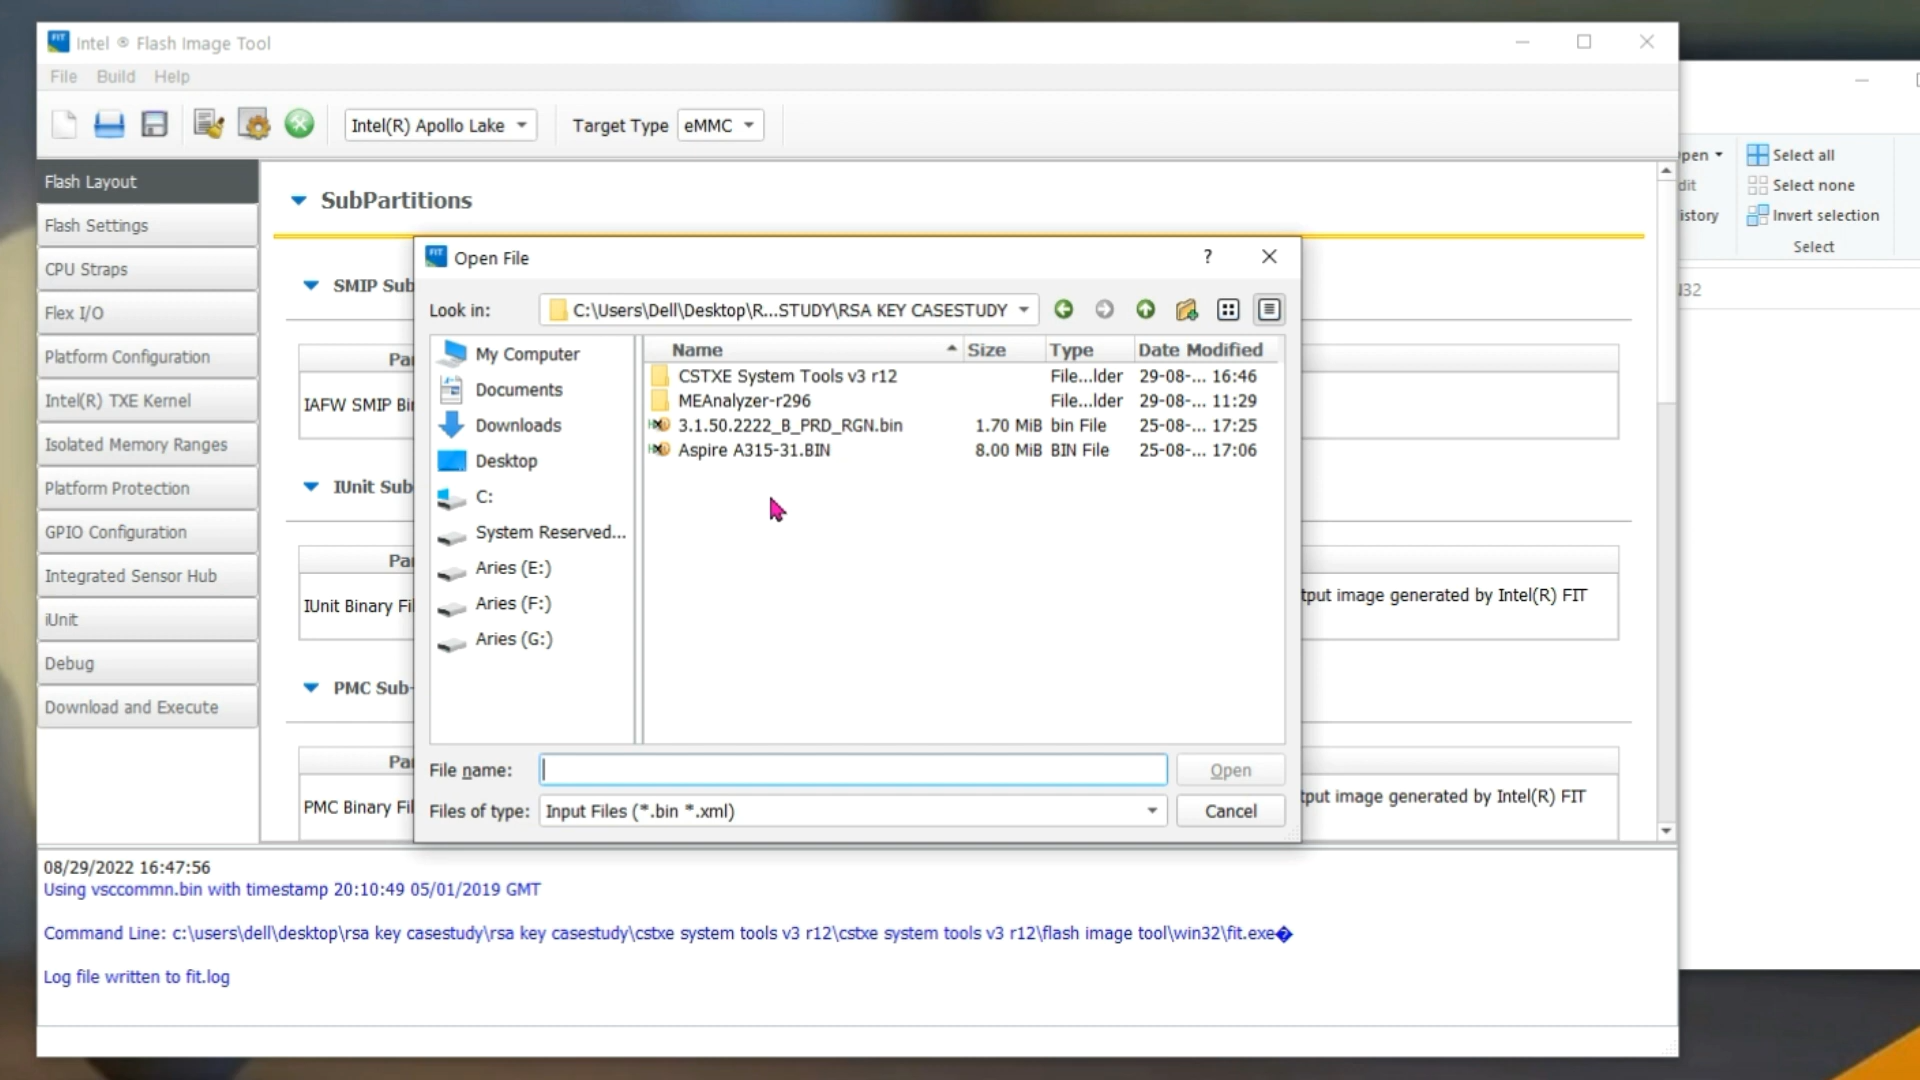 Intel ® Flash Image Tool
File Build Help
Intel(R) Apollo Lake
Target Type
eMMC
Flash Layout
Flash Settings
CPU Straps
Flex I/O
Platform Configuration
Intel(R) TXE Kernel
Isolated Memory Ranges
Platform Protection
GPIO Configuration
Integrated Sensor Hub
iUnit
Debug
Download and Execute
SubPartitions
SMIP Sub
Pa
IAFW SMIP Bi
IUnit Sub
Pa
IUnit Binary Fi
tput image generated by Intel(R) FIT
PMC Sub-
Pa
PMC Binary Fil
tput image generated by Intel(R) FIT
Open File
?
Look in:
C:\Users\Dell\Desktop\R...STUDY\RSA KEY CASESTUDY
My Computer
Documents
Downloads
Desktop
C:
System Reserved...
Aries (E:)
Aries (F:)
Aries (G:)
Name Size Type Date Modified
CSTXE System Tools v3 r12 File...lder 29-08-... 16:46
MEAnalyzer-r296 File...lder 29-08-... 11:29
3.1.50.2222_B_PRD_RGN.bin 1.70 MiB bin File 25-08-... 17:25
Aspire A315-31.BIN 8.00 MiB BIN File 25-08-... 17:06
File name:
Open
Files of type:
Input Files (*.bin *.xml)
Cancel
08/29/2022 16:47:56
Using vsccommn.bin with timestamp 20:10:49 05/01/2019 GMT
Command Line: c:\users\dell\desktop\rsa key casestudy\rsa key casestudy\cstxe system tools v3 r12\cstxe system tools v3 r12\flash image tool\win32\fit.exe�
Log file written to fit.log
pen
dit
istory
Select all
Select none
Invert selection
Select
32